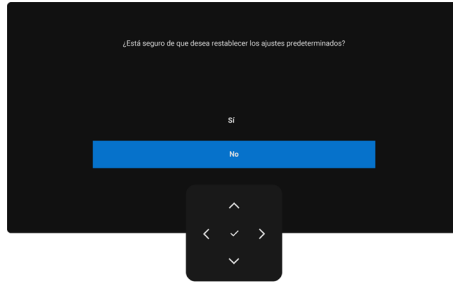 ¿Está seguro de que desea restablecer los ajustes predeterminados?
Sí
No